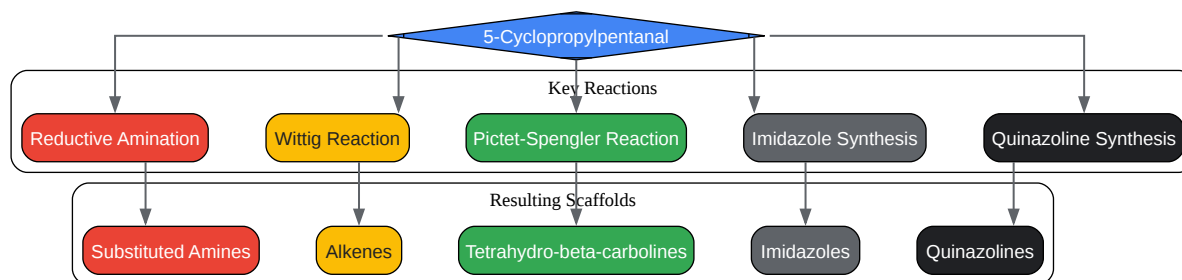 5-Cyclopropylpentanal
Key Reactions
Reductive Amination
Wittig Reaction
Pictet-Spengler Reaction
Imidazole Synthesis
Quinazoline Synthesis
Resulting Scaffolds
Substituted Amines
Alkenes
Tetrahydro-beta-carbolines
Imidazoles
Quinazolines